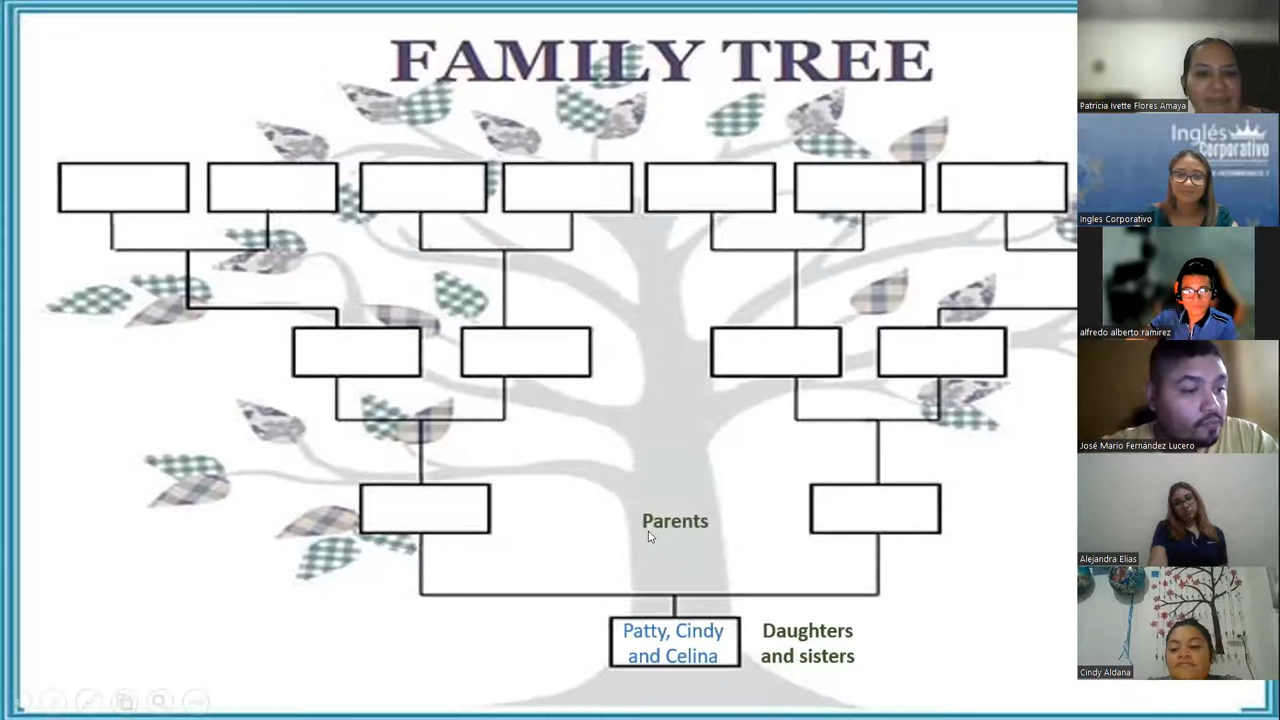 FAMILY TREE
Parents
Patty, Cindy
and Celina
Daughters
and sisters
Patricia Ivette Flores Amaya
Inglés
Corporativo
Ingles Corporativo
alfredo alberto ramirez
José Mario Fernández Lucero
Alejandra Elias
Cindy Aldana